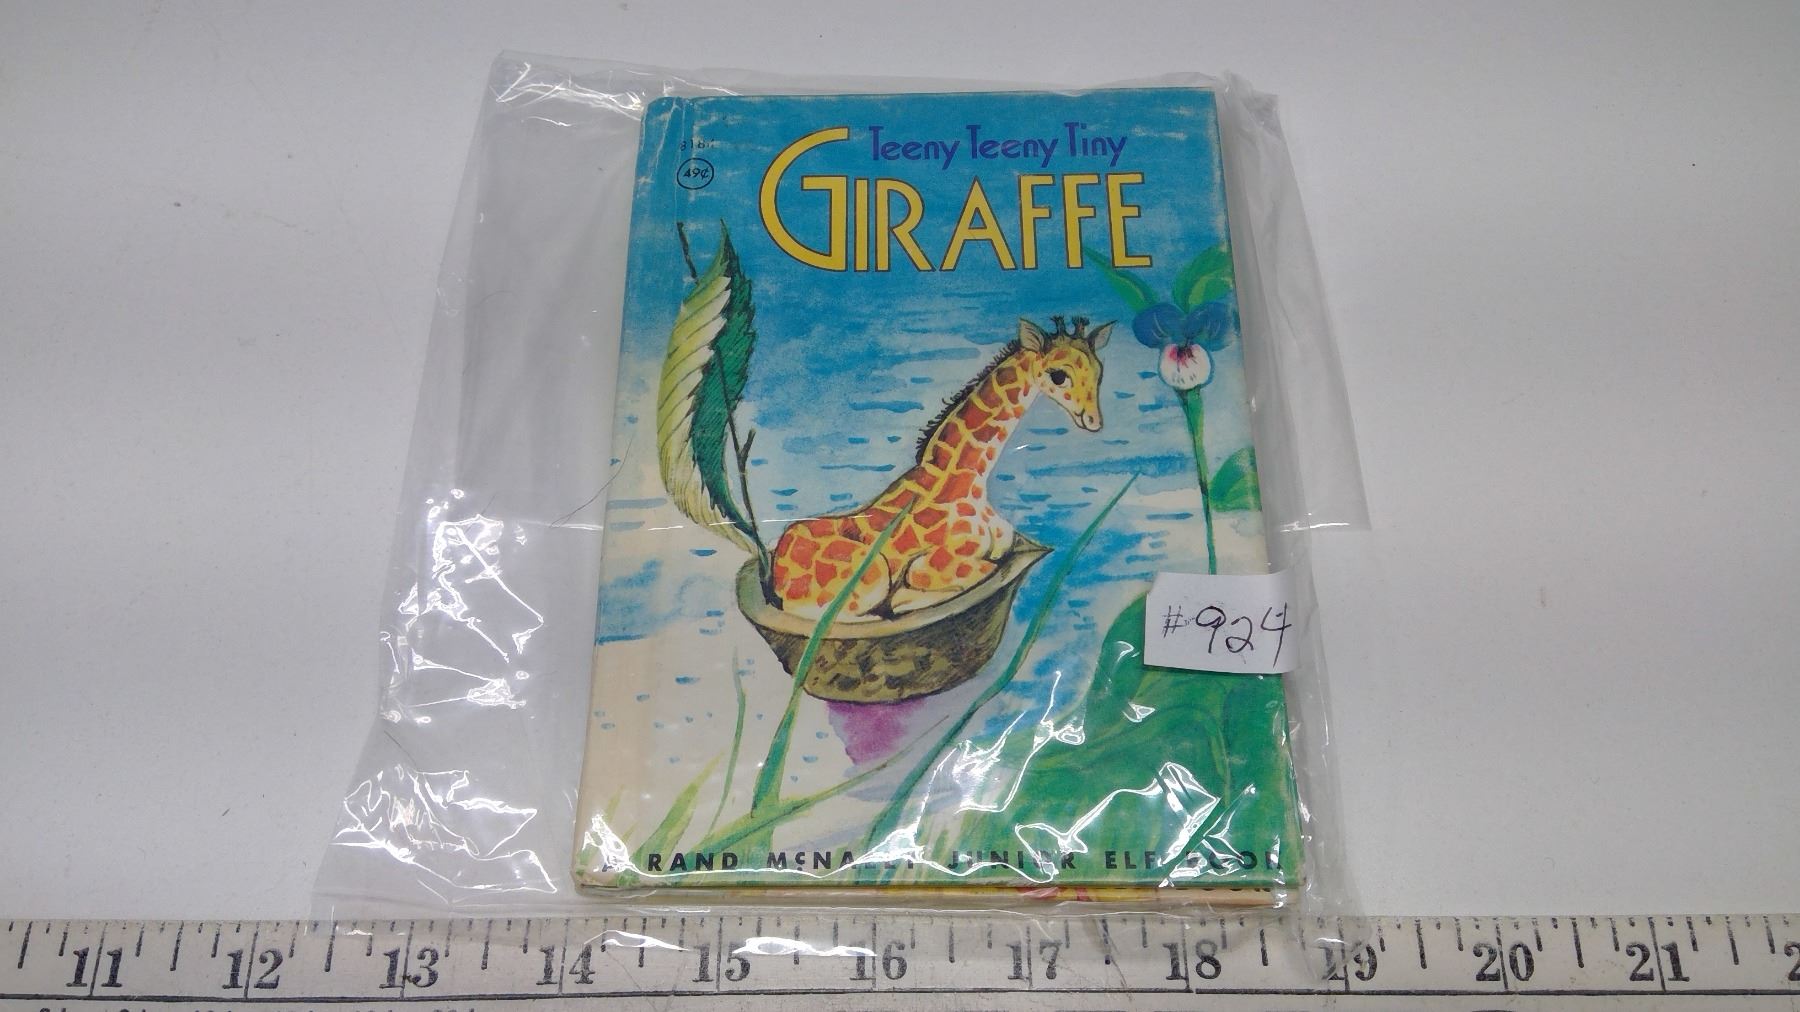 Teeny Teeny Tiny
GIRAFFE
49¢
#924
A RAND McNALLY JUNIOR ELF BOOK
11 12 13 14 15 16 17 18 19 20 21